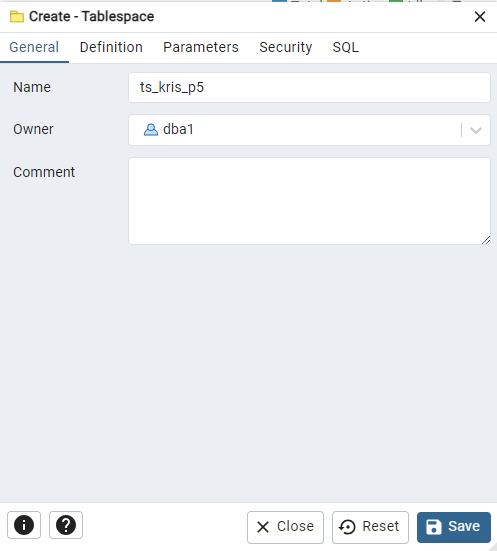 Create - Tablespace
General Definition Parameters Security SQL
Name ts_kris_p5
Owner dba1
Comment
Close Reset Save